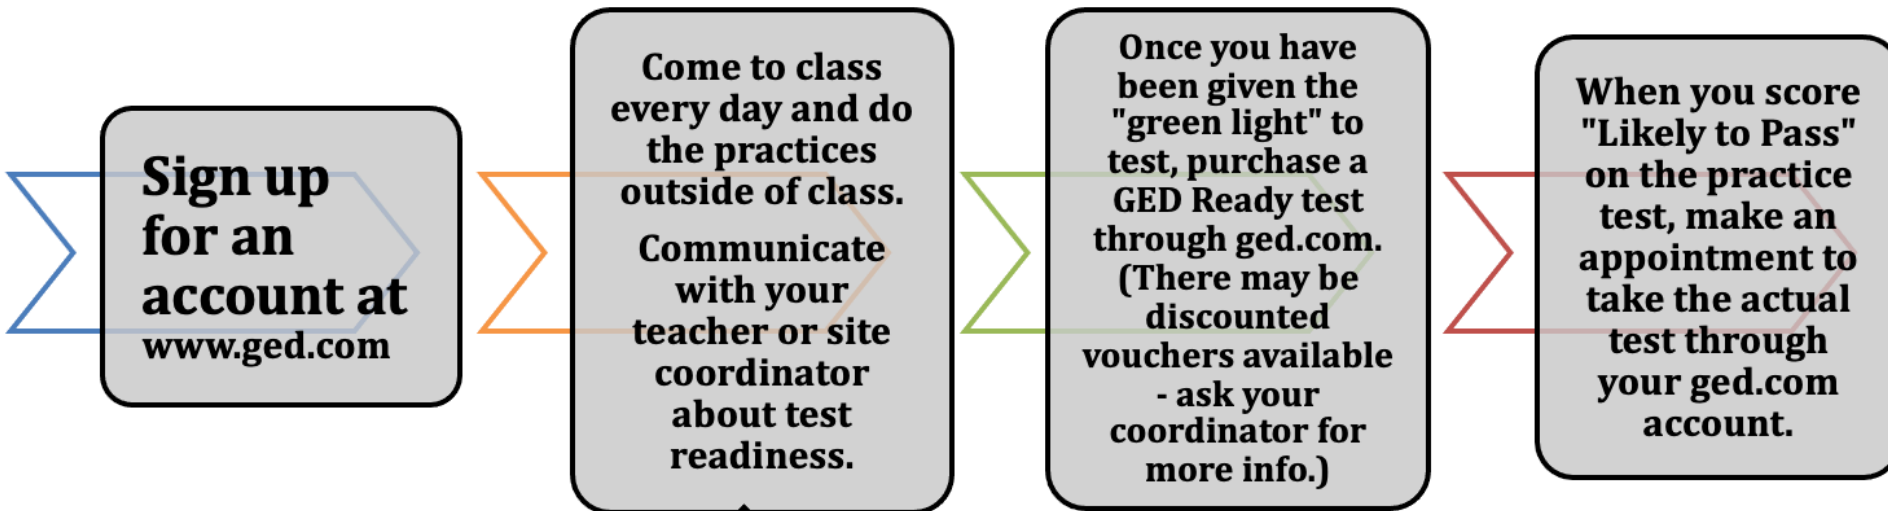 Sign up
for an
account at
www.ged.com
Come to class
every day and do
the practices
outside of class.
Communicate
with your
teacher or site
coordinator
about test
readiness.
Once you have
been given the
"green light" to
test, purchase a
GED Ready test
through ged.com.
(There may be
discounted
vouchers available
- ask your
coordinator for
more info.)
When you score
"Likely to Pass"
on the practice
test, make an
appointment to
take the actual
test through
your ged.com
account.